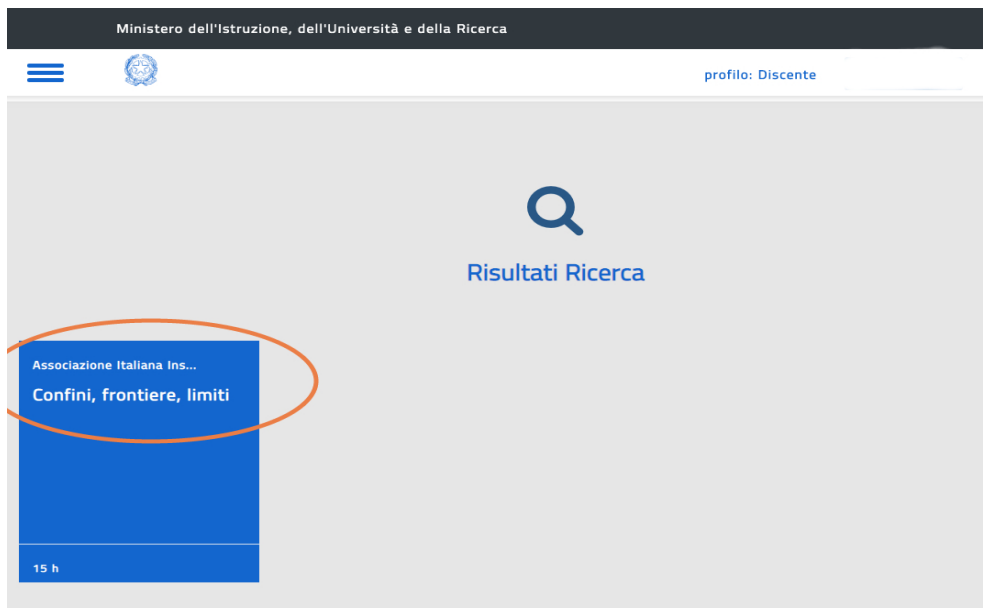 Ministero dell'Istruzione, dell'Università e della Ricerca
profilo: Discente
Risultati Ricerca
Associazione Italiana Ins...
Confini, frontiere, limiti
15 h